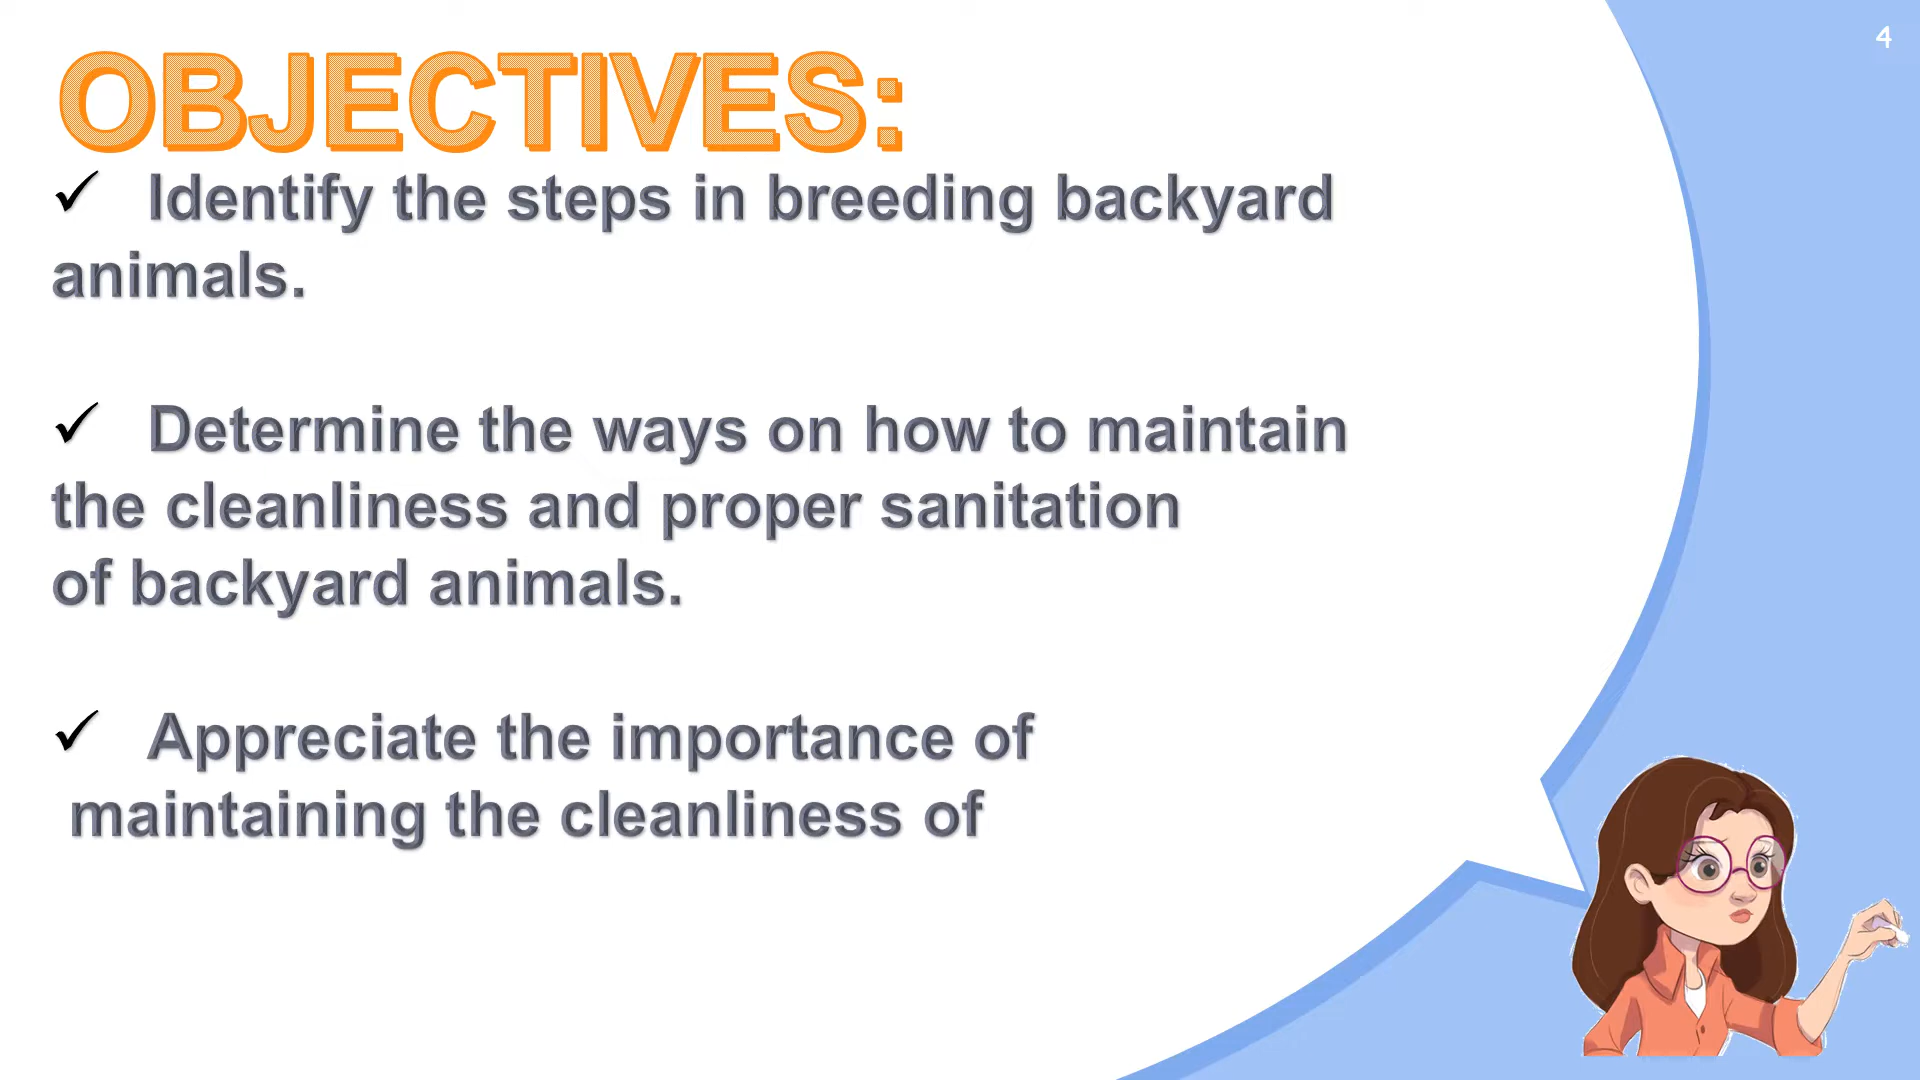 4
OBJECTIVES:
✓ Identify the steps in breeding backyard
animals.
✓ Determine the ways on how to maintain
the cleanliness and proper sanitation
of backyard animals.
✓ Appreciate the importance of
maintaining the cleanliness of